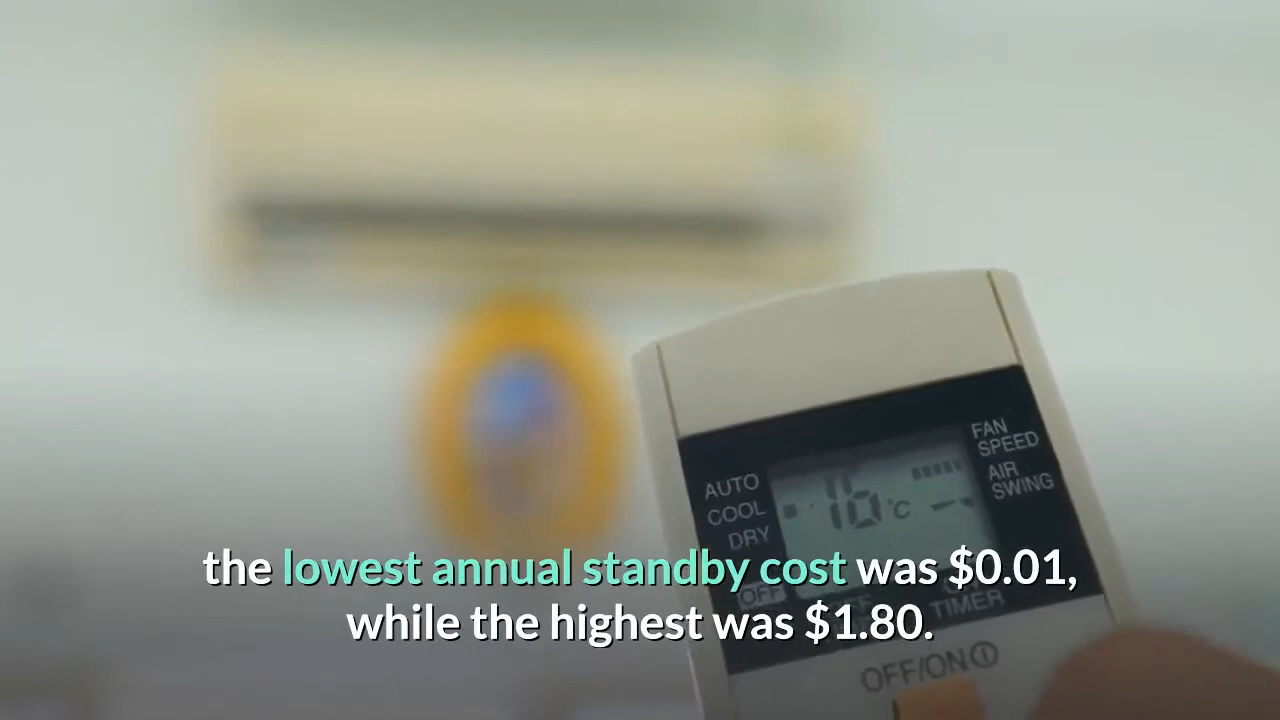 FAN
SPEED
AIR
SWING
AUTO
COOL
DRY
16°C
the lowest annual standby cost was $0.01,
while the highest was $1.80.
OFF
TIMER
OFF/ON